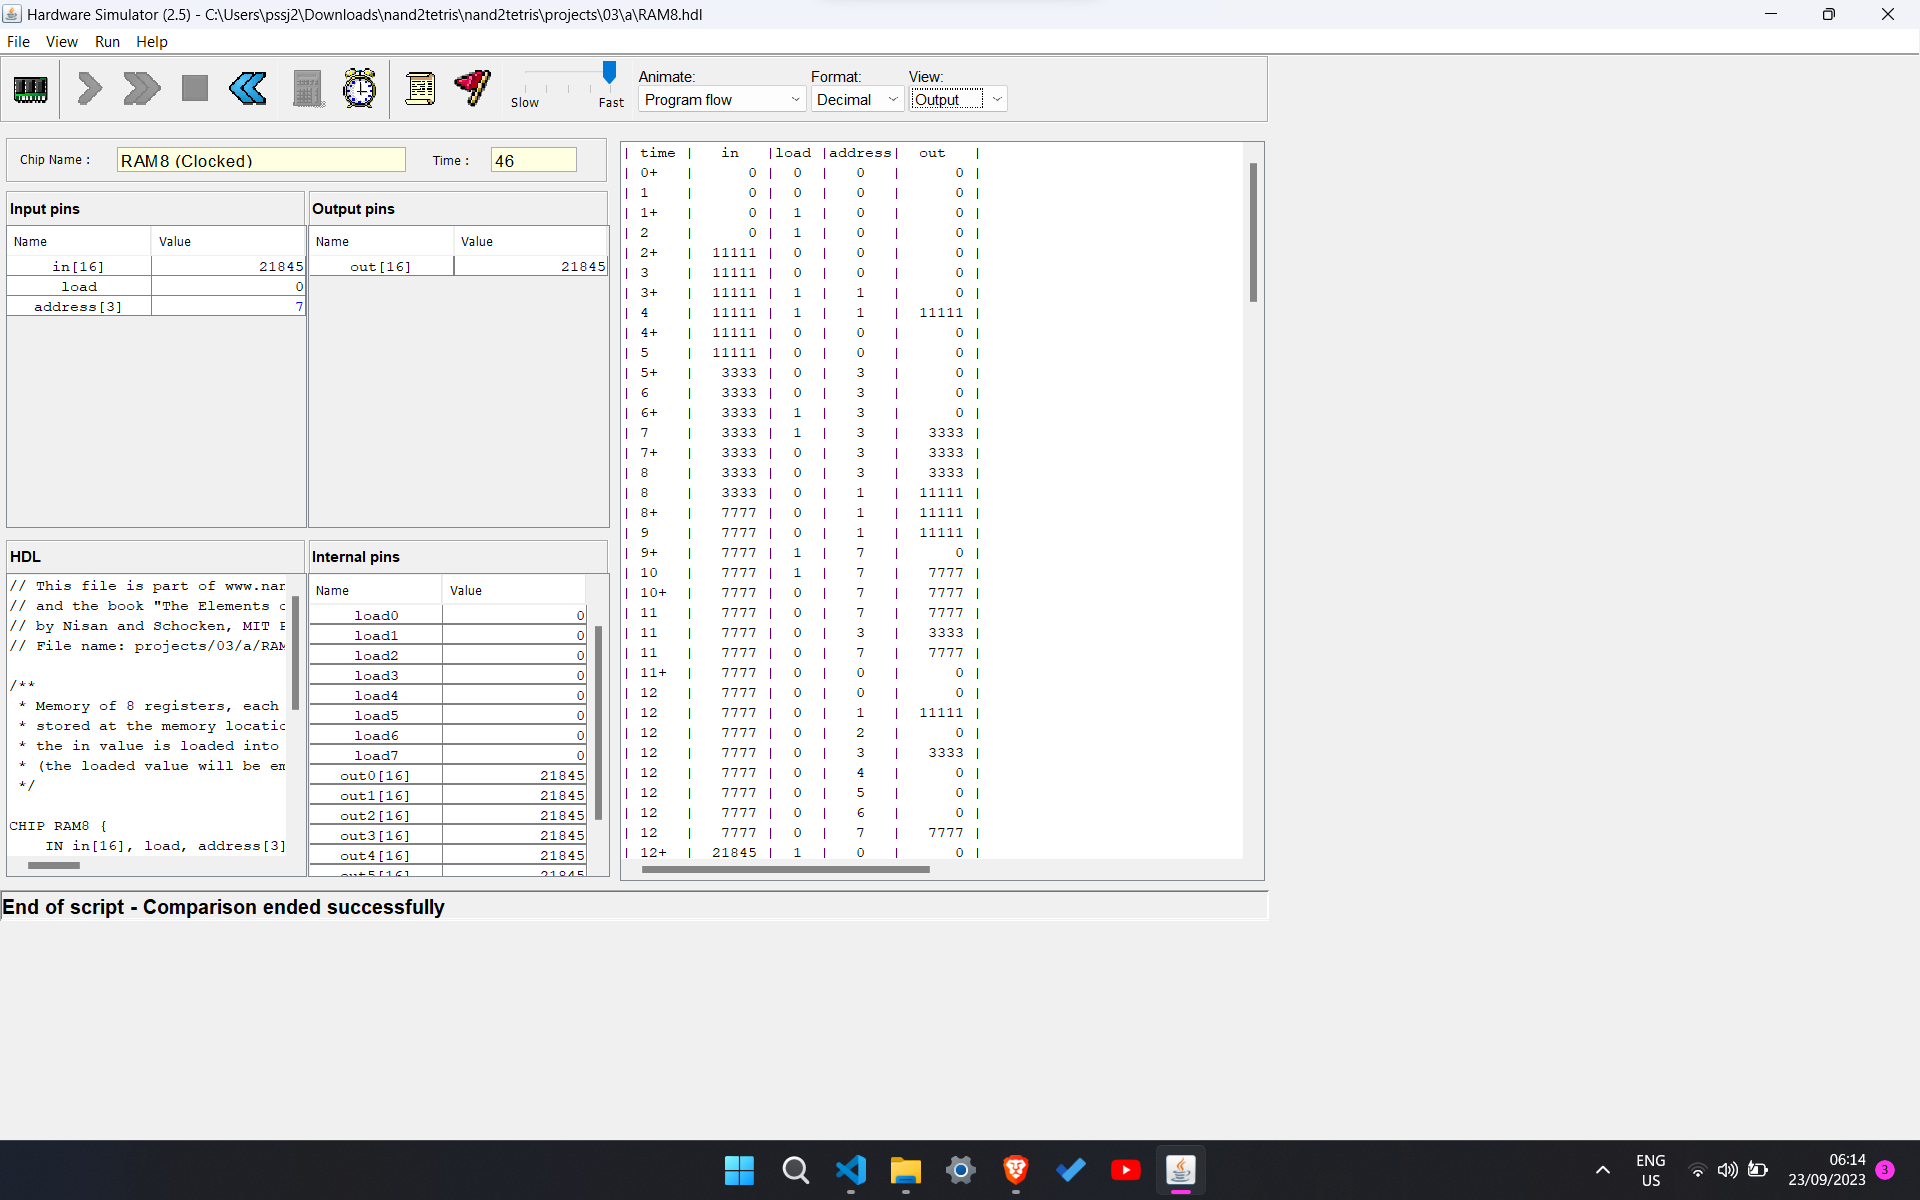 Hardware Simulator (2.5) - C:\Users\pssj2\Downloads\nand2tetris\nand2tetris\projects\03\a\RAM8.hdl
File View Run Help
Slow Fast
Animate: Format: View:
Program flow Decimal Output
Chip Name : RAM8 (Clocked) Time : 46
Input pins
Name Value
in[16] 21845
load 0
address[3] 7
Output pins
Name Value
out[16] 21845
HDL
// This file is part of www.nan
// and the book "The Elements o
// by Nisan and Schocken, MIT P
// File name: projects/03/a/RAM
/**
* Memory of 8 registers, each
* stored at the memory locatio
* the in value is loaded into
* (the loaded value will be em
*/
CHIP RAM8 {
IN in[16], load, address[3]
Internal pins
Name Value
load0 0
load1 0
load2 0
load3 0
load4 0
load5 0
load6 0
load7 0
out0[16] 21845
out1[16] 21845
out2[16] 21845
out3[16] 21845
out4[16] 21845
out5[16] 21845
| time | in |load |address| out |
| 0+ | 0 | 0 | 0 | 0 |
| 1 | 0 | 0 | 0 | 0 |
| 1+ | 0 | 1 | 0 | 0 |
| 2 | 0 | 1 | 0 | 0 |
| 2+ | 11111 | 0 | 0 | 0 |
| 3 | 11111 | 0 | 0 | 0 |
| 3+ | 11111 | 1 | 1 | 0 |
| 4 | 11111 | 1 | 1 | 11111 |
| 4+ | 11111 | 0 | 0 | 0 |
| 5 | 11111 | 0 | 0 | 0 |
| 5+ | 3333 | 0 | 3 | 0 |
| 6 | 3333 | 0 | 3 | 0 |
| 6+ | 3333 | 1 | 3 | 0 |
| 7 | 3333 | 1 | 3 | 3333 |
| 7+ | 3333 | 0 | 3 | 3333 |
| 8 | 3333 | 0 | 3 | 3333 |
| 8 | 3333 | 0 | 1 | 11111 |
| 8+ | 7777 | 0 | 1 | 11111 |
| 9 | 7777 | 0 | 1 | 11111 |
| 9+ | 7777 | 1 | 7 | 0 |
| 10 | 7777 | 1 | 7 | 7777 |
| 10+ | 7777 | 0 | 7 | 7777 |
| 11 | 7777 | 0 | 7 | 7777 |
| 11 | 7777 | 0 | 3 | 3333 |
| 11 | 7777 | 0 | 7 | 7777 |
| 11+ | 7777 | 0 | 0 | 0 |
| 12 | 7777 | 0 | 0 | 0 |
| 12 | 7777 | 0 | 1 | 11111 |
| 12 | 7777 | 0 | 2 | 0 |
| 12 | 7777 | 0 | 3 | 3333 |
| 12 | 7777 | 0 | 4 | 0 |
| 12 | 7777 | 0 | 5 | 0 |
| 12 | 7777 | 0 | 6 | 0 |
| 12 | 7777 | 0 | 7 | 7777 |
| 12+ | 21845 | 1 | 0 | 0 |
End of script - Comparison ended successfully
ENG
US
06:14
23/09/2023
3